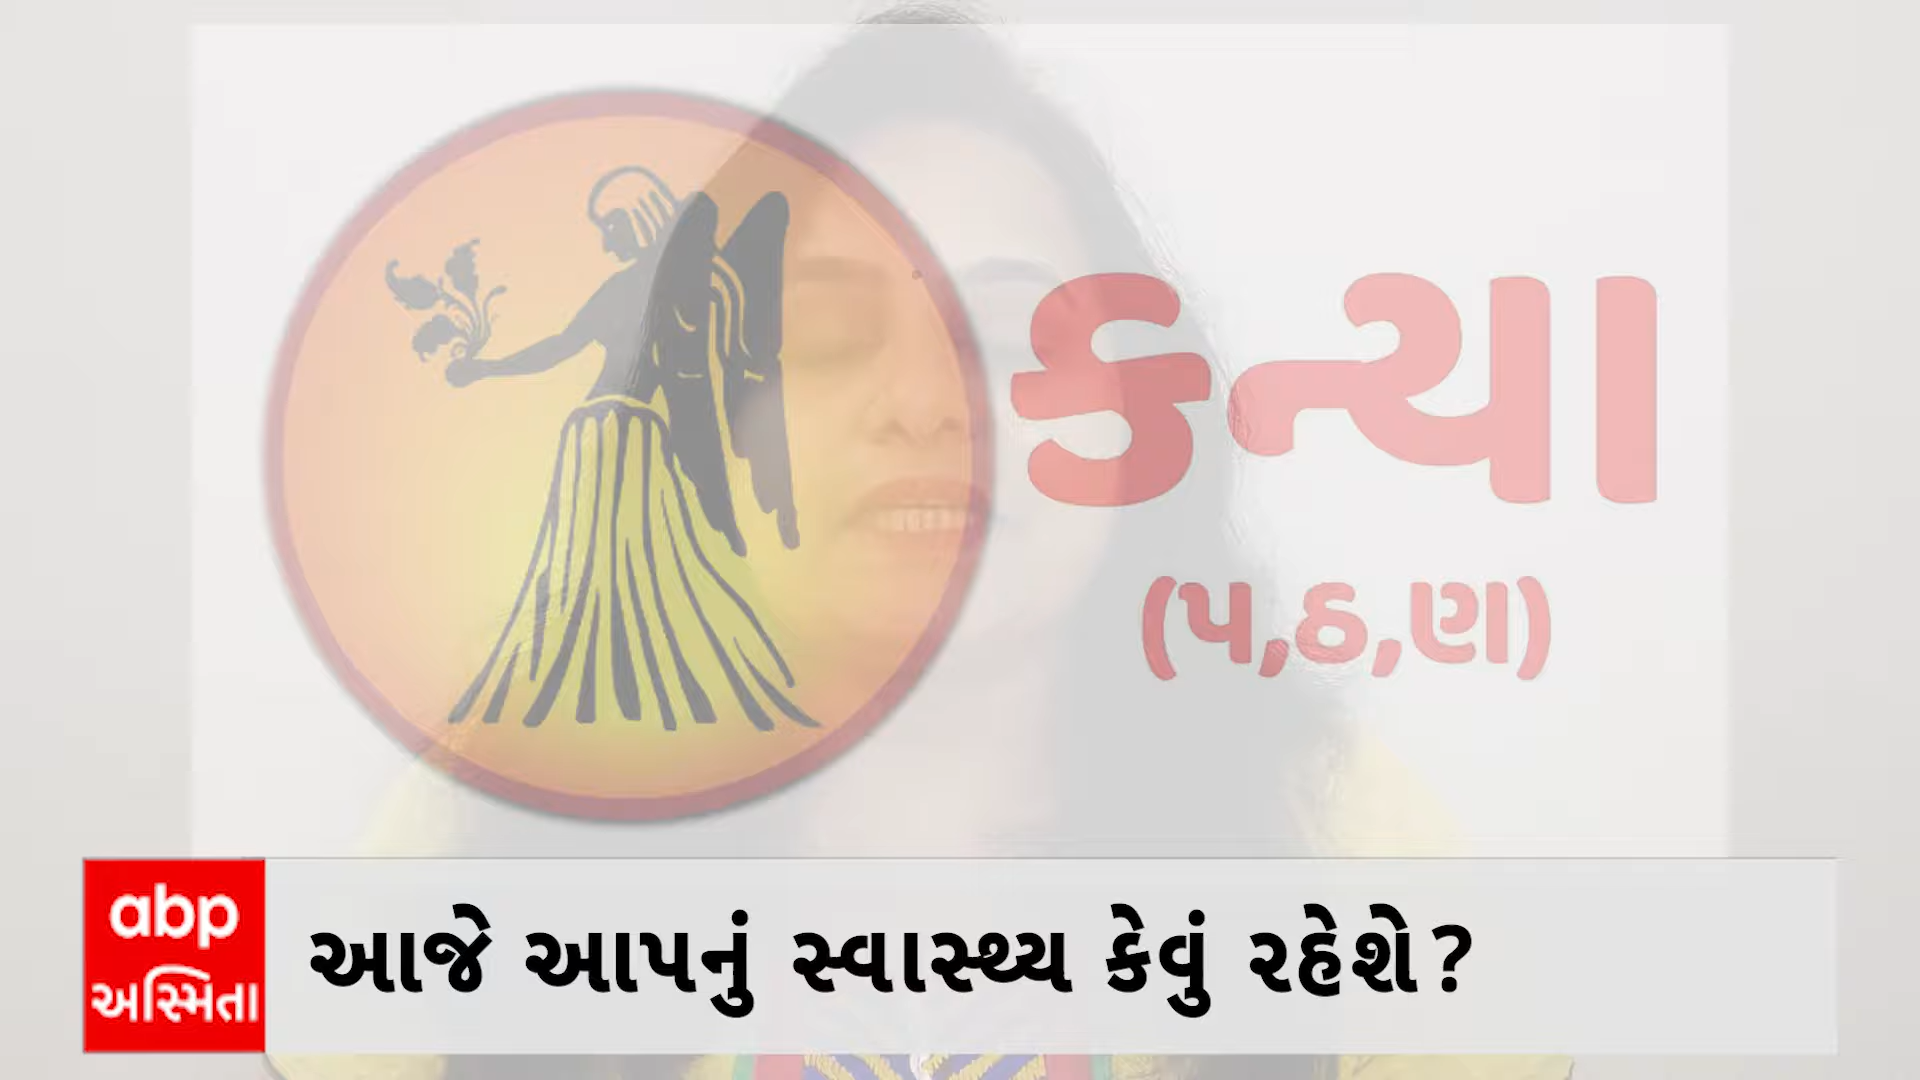 કન્યા
(પ,ઠ,ણ)
abp
અસ્મિતા
આજે આપનું સ્વાસ્થ્ય કેવું રહેશે?